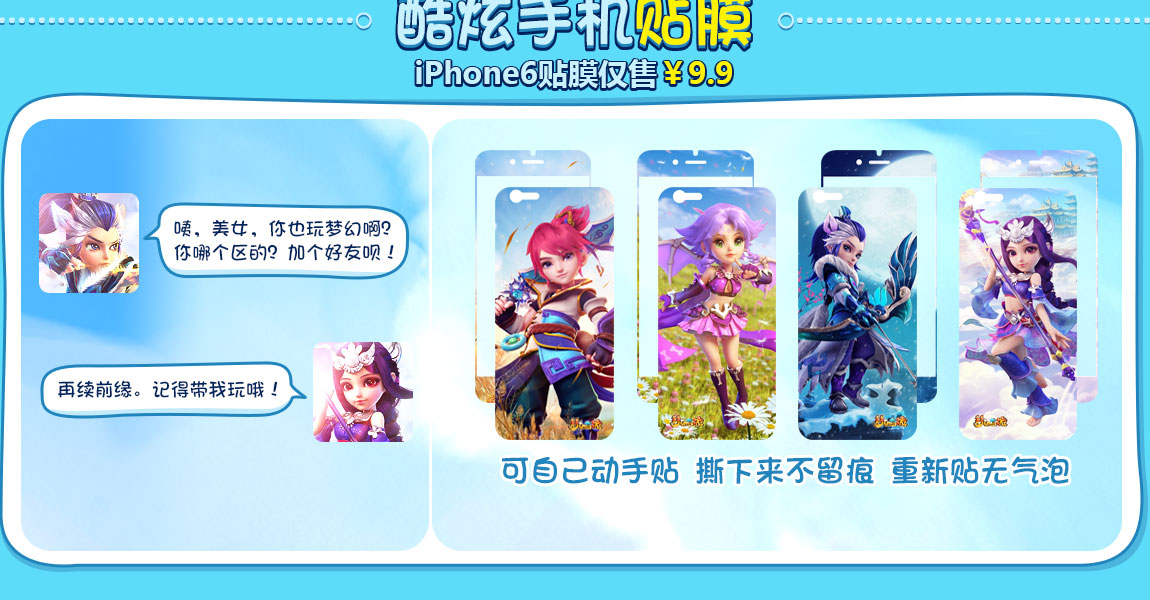 酷炫手机贴膜
iPhone6贴膜仅售￥9.9
咦，美女，你也玩梦幻啊？
你哪个区的？加个好友呗！
再续前缘。记得带我玩哦！
可自己动手贴 撕下来不留痕 重新贴无气泡